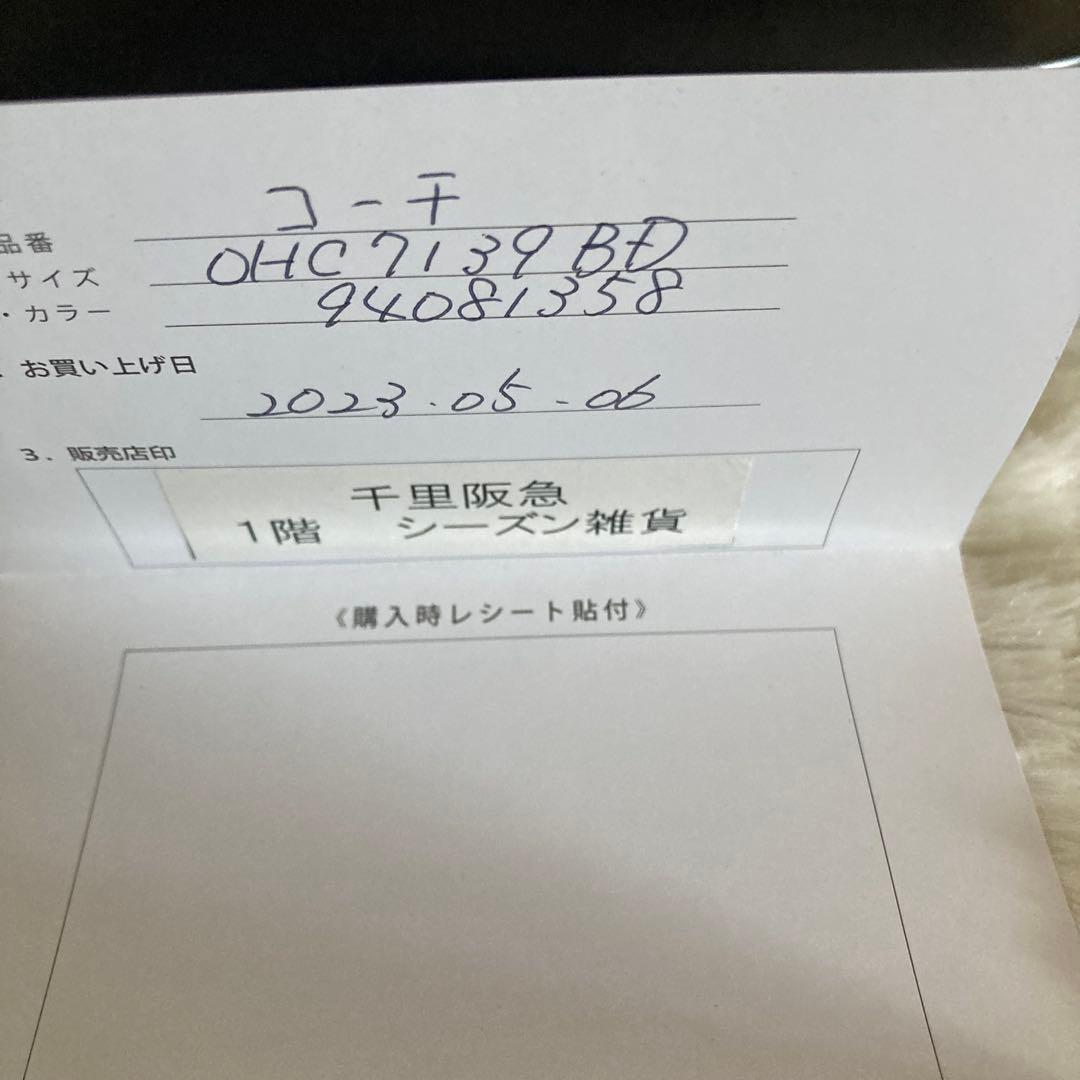 コーチ
品番
OHC7139BD
サイズ
94081358
・カラー
. お買い上げ日
2023.05-06
3. 販売店印
千里阪急
1階 シーズン雑貨
《購入時レシート貼付》